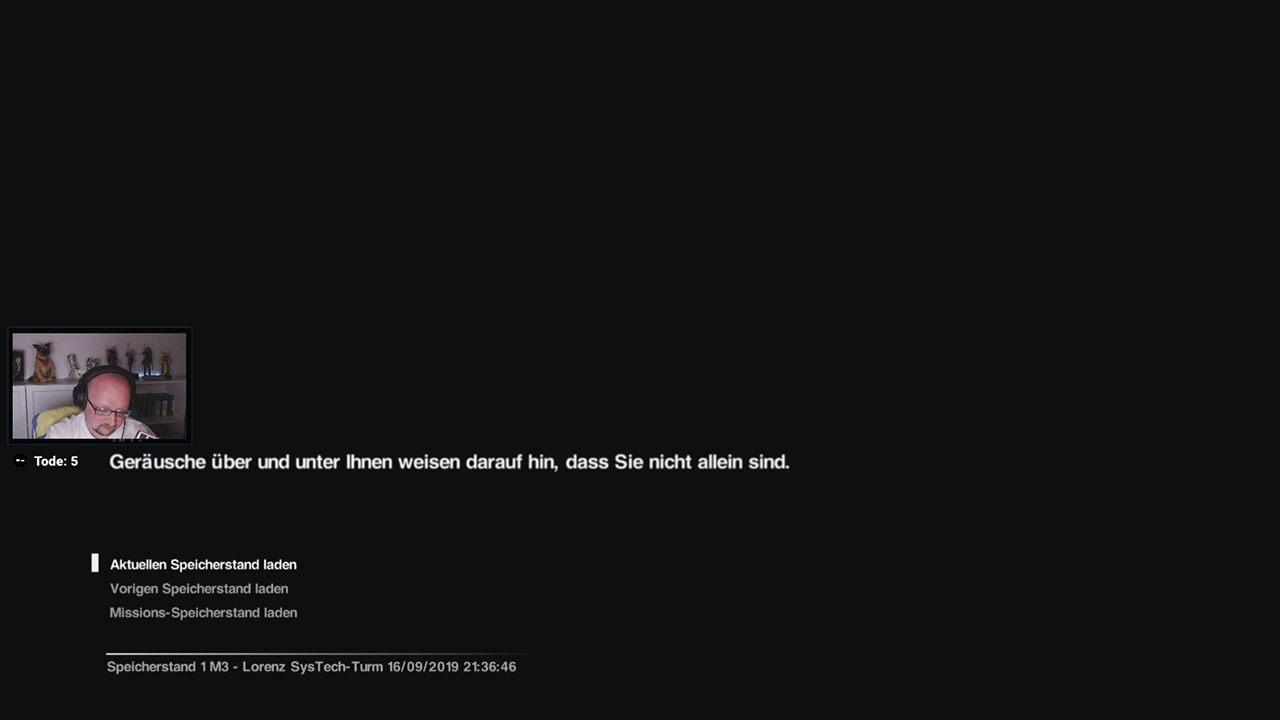 Tode: 5
Geräusche über und unter Ihnen weisen darauf hin, dass Sie nicht allein sind.
Aktuellen Speicherstand laden
Vorigen Speicherstand laden
Missions-Speicherstand laden
Speicherstand 1 M3 - Lorenz SysTech-Turm 16/09/2019 21:36:46